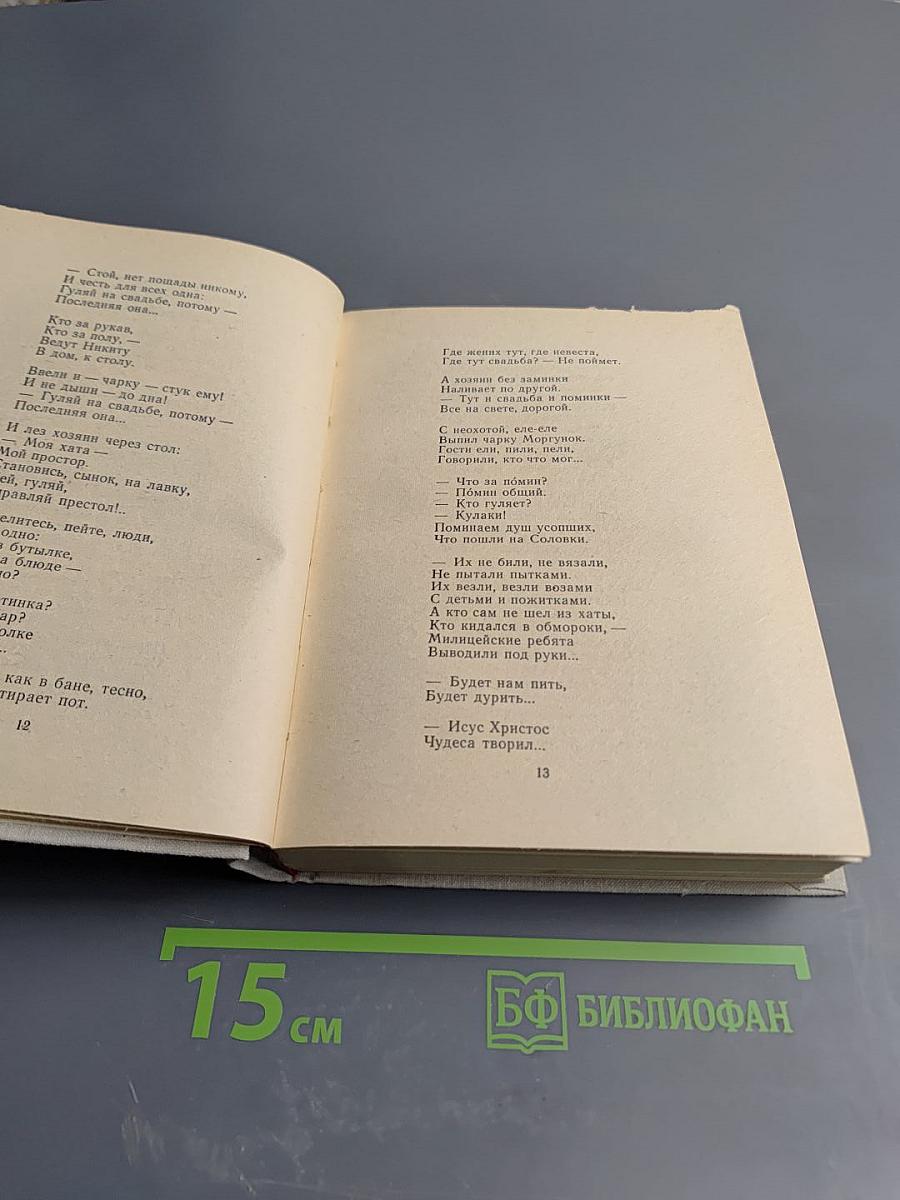 — Стой, нет пощады никому,
И честь для всех одна:
Гуляй на свадьбе, потому —
Последняя она...
Кто за рукав,
Кто за полу, —
Ведут Никиту
В дом, к столу.
Ввели и — чарку — стук ему!
И не дыши — до дна!
— Гуляй на свадьбе, потому —
Последняя она...
И лез хозяин через стол:
— Моя хата —
Мой простор.
Становись, сынок, на лавку,
ей, гуляй,
равляй престол!..
елитесь, пейте, люди,
одно:
в бутылке,
а блюде —
но?
тинка?
ар?
олке
..
как в бане, тесно,
тирает пот.
12
Где жених тут, где невеста,
Где тут свадьба? — Не поймет.
А хозяин без заминки
Наливает по другой.
— Тут и свадьба и поминки —
Все на свете, дорогой.
С неохотой, еле-еле
Выпил чарку Моргунок.
Гости ели, пили, пели,
Говорили, кто что мог...
— Что за по́мин?
— По́мин общий.
— Кто гуляет?
— Кулаки!
Поминаем душ усопших,
Что пошли на Соловки.
— Их не били, не вязали,
Не пытали пытками.
Их везли, везли возами
С детьми и пожитками.
А кто сам не шел из хаты,
Кто кидался в обмороки, —
Милицейские ребята
Выводили под руки...
— Будет нам пить,
Будет дурить...
— Исус Христос
Чудеса творил...
13
15 см
БФ БИБЛИОФАН